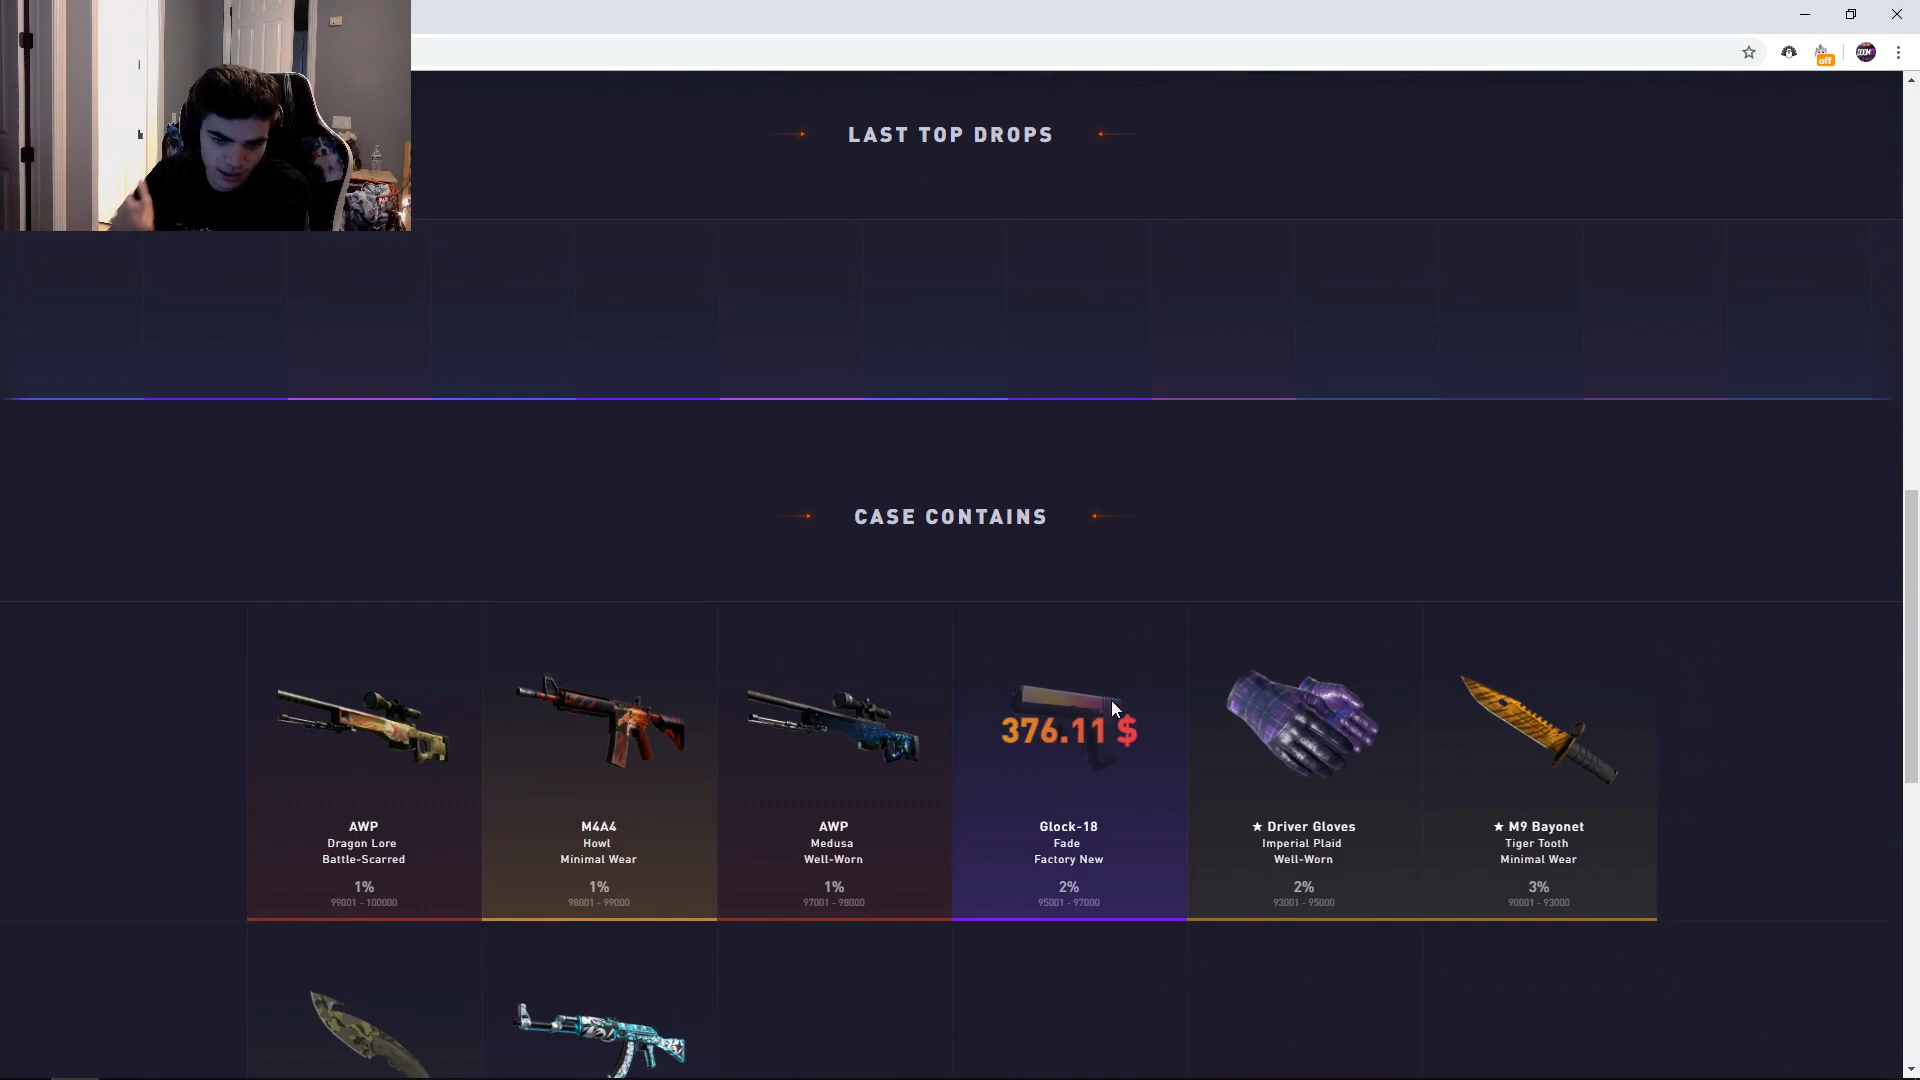 off
DOOM
LAST TOP DROPS
CASE CONTAINS
376.11 $
AWP
Dragon Lore
Battle-Scarred
1%
99001 - 100000
M4A4
Howl
Minimal Wear
1%
98001 - 99000
AWP
Medusa
Well-Worn
1%
97001 - 98000
Glock-18
Fade
Factory New
2%
95001 - 97000
★ Driver Gloves
Imperial Plaid
Well-Worn
2%
93001 - 95000
★ M9 Bayonet
Tiger Tooth
Minimal Wear
3%
90001 - 93000